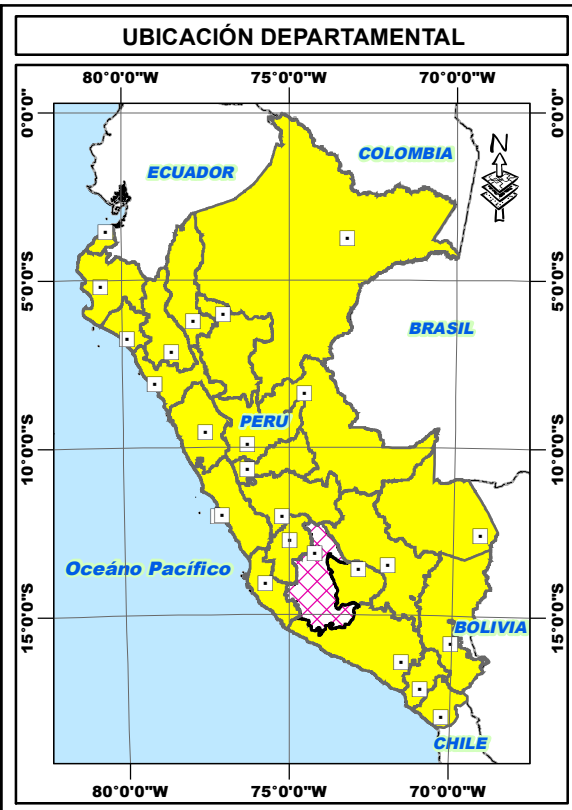 UBICACIÓN DEPARTAMENTAL
80°0'0"W 75°0'0"W 70°0'0"W
0°0'0" 0°0'0"
N
COLOMBIA
ECUADOR
5°0'0"S 5°0'0"S
BRASIL
PERU
10°0'0"S 10°0'0"S
Oceáno Pacífico
15°0'0"S 15°0'0"S
BOLIVIA
CHILE
80°0'0"W 75°0'0"W 70°0'0"W